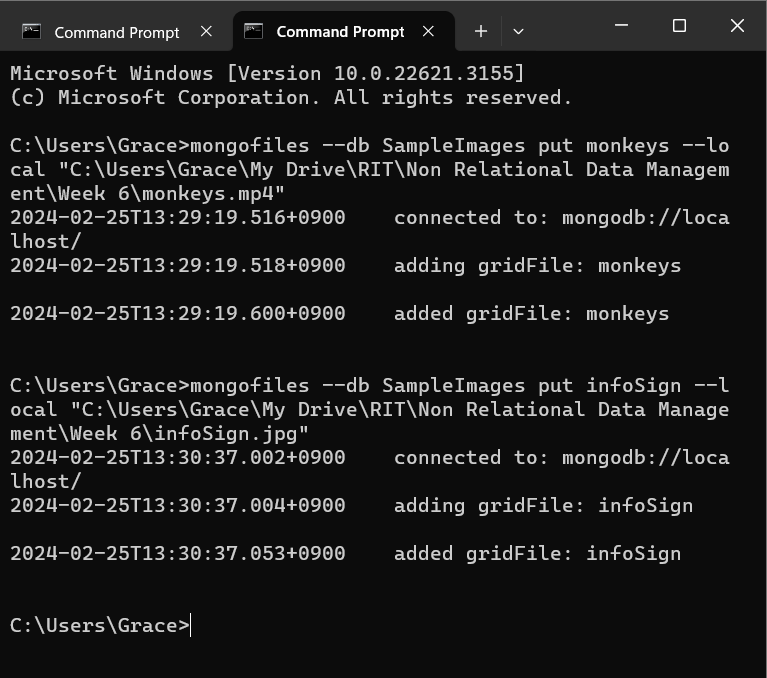 Command Prompt
Command Prompt
Microsoft Windows [Version 10.0.22621.3155]
(c) Microsoft Corporation. All rights reserved.
C:\Users\Grace>mongofiles --db SampleImages put monkeys --lo
cal "C:\Users\Grace\My Drive\RIT\Non Relational Data Managem
ent\Week 6\monkeys.mp4"
2024-02-25T13:29:19.516+0900    connected to: mongodb://loca
lhost/
2024-02-25T13:29:19.518+0900    adding gridFile: monkeys
2024-02-25T13:29:19.600+0900    added gridFile: monkeys
C:\Users\Grace>mongofiles --db SampleImages put infoSign --l
ocal "C:\Users\Grace\My Drive\RIT\Non Relational Data Manage
ment\Week 6\infoSign.jpg"
2024-02-25T13:30:37.002+0900    connected to: mongodb://loca
lhost/
2024-02-25T13:30:37.004+0900    adding gridFile: infoSign
2024-02-25T13:30:37.053+0900    added gridFile: infoSign
C:\Users\Grace>